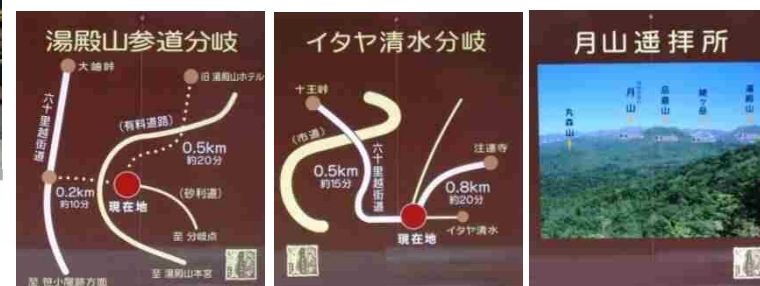 湯殿山参道分岐
大岫峠
旧 湯殿山ホテル
六十里越街道
(有料道路)
0.5km
約20分
0.2km
約10分
現在地
(砂利道)
至 分岐点
至 湯殿山本宮
至 笹小屋跡方面
イタヤ清水分岐
十王峠
(市道)
六十里越街道
注連寺
0.5km
約15分
0.8km
約20分
現在地
イタヤ清水
月山遥拝所
丸森山
月山
品倉山
姥ヶ岳
湯殿山